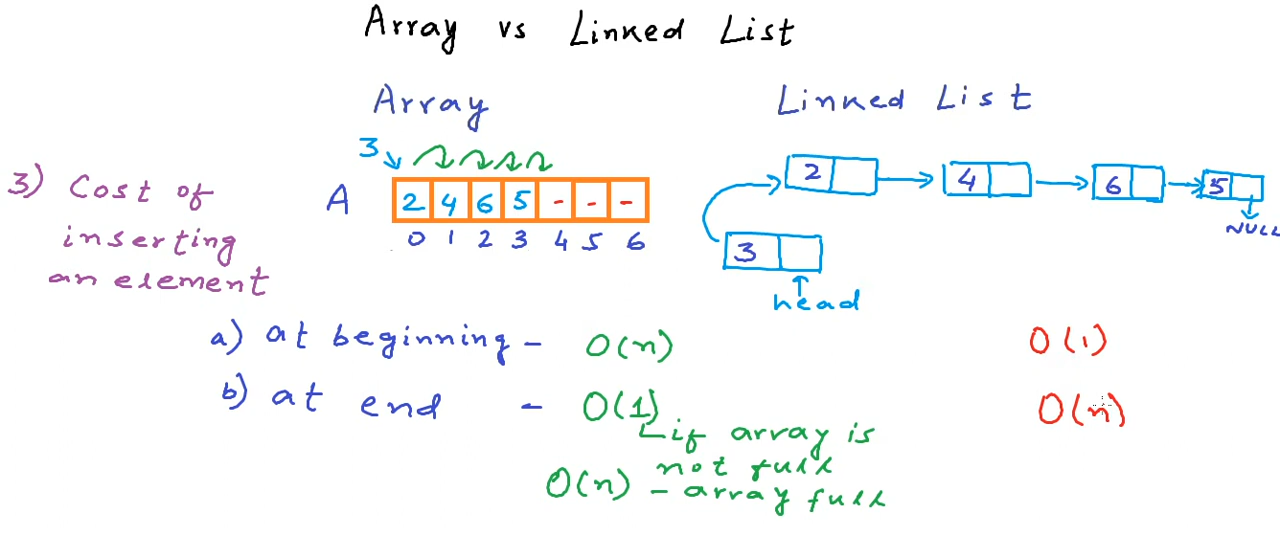 Array vs Linked List
Array
Linked List
3
3) Cost of
inserting
an element
A
2 4 6 5 - - -
0 1 2 3 4 5 6
2
4
6
5
NULL
3
head
a) at beginning - O(n) O(1)
b) at end - O(1) O(n)
if array is
not full
O(n) - array full